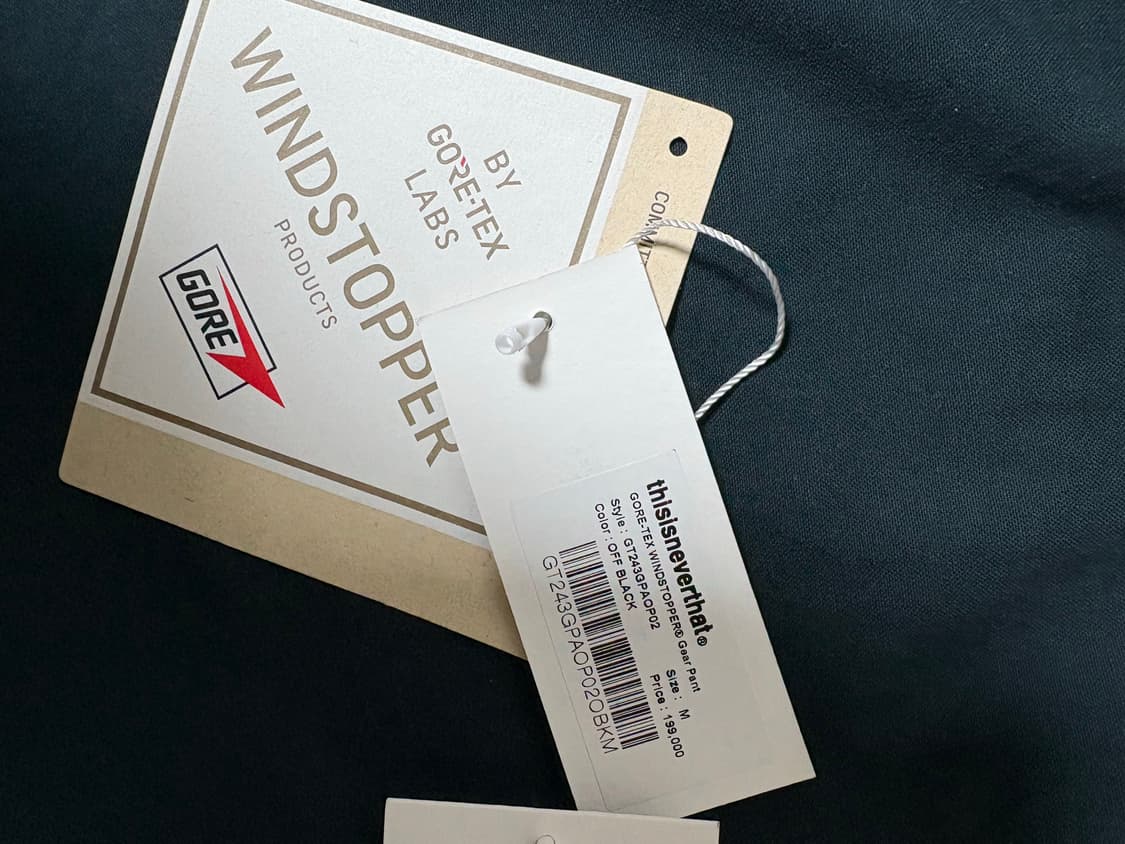 BY
GORE-TEX
LABS
WINDSTOPPER
PRODUCTS
GORE
thisisneverthat®
GORE-TEX WINDSTOPPER® Gear Pant
Style : GT243GPAOP02 Size : M
Color : OFF BLACK Price : 199,000
GT243GPAOP02OBKM